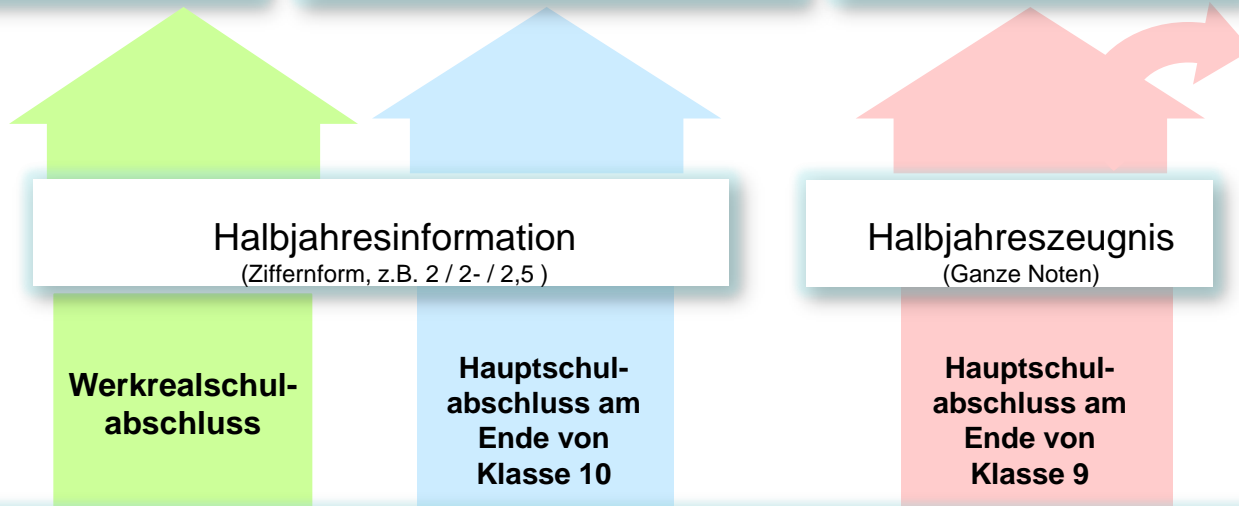 Halbjahresinformation
(Ziffernform, z.B. 2 / 2- / 2,5 )
Halbjahreszeugnis
(Ganze Noten)
Werkrealschul-
abschluss
Hauptschul-
abschluss am
Ende von
Klasse 10
Hauptschul-
abschluss am
Ende von
Klasse 9